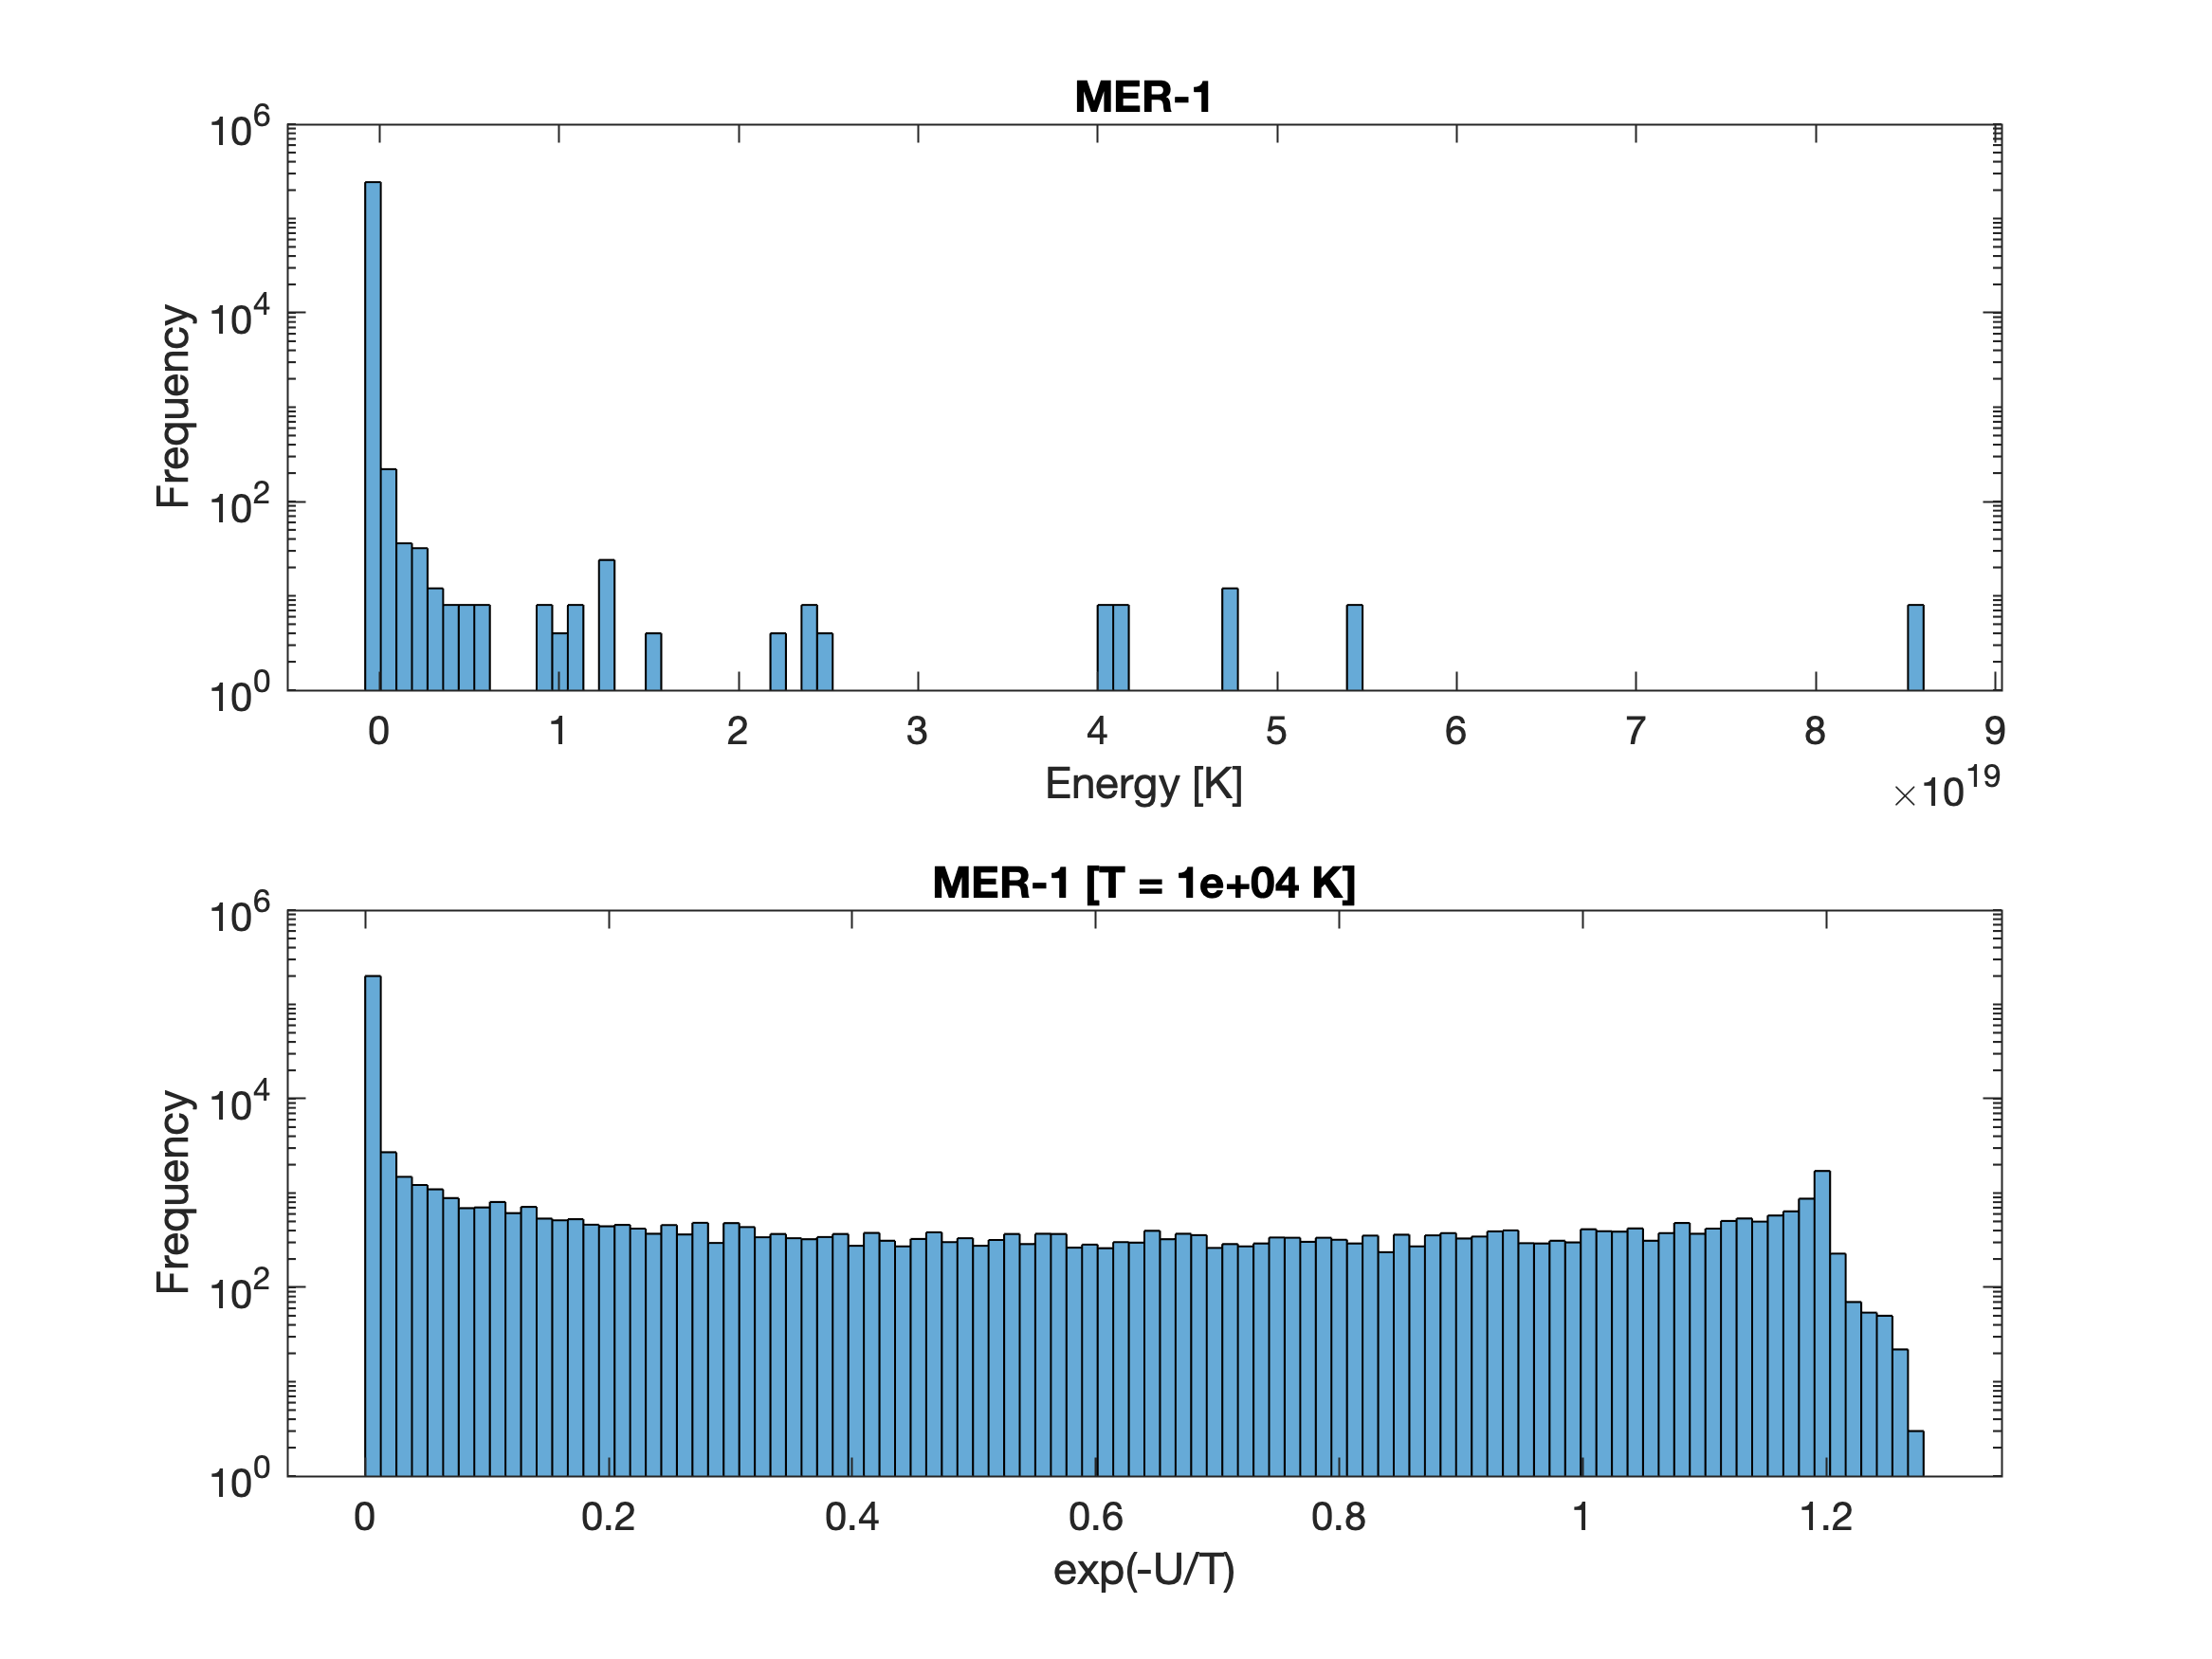 MER-1
10^6
10^4
10^2
10^0
Frequency
0 1 2 3 4 5 6 7 8 9
Energy [K]
×10^19
MER-1 [T = 1e+04 K]
10^6
10^4
10^2
10^0
Frequency
0 0.2 0.4 0.6 0.8 1 1.2
exp(-U/T)